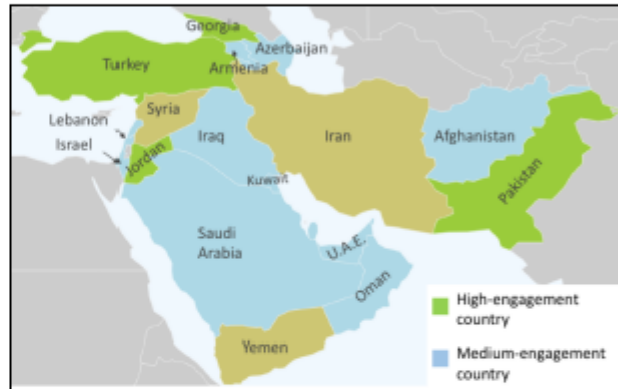 Georgia
Azerbaijan
Turkey
Armenia
Syria
Lebanon
Iraq
Iran
Afghanistan
Israel
Jordan
Pakistan
Kuwait
Saudi
Arabia
U.A.E.
Oman
High-engagement
country
Yemen
Medium-engagement
country